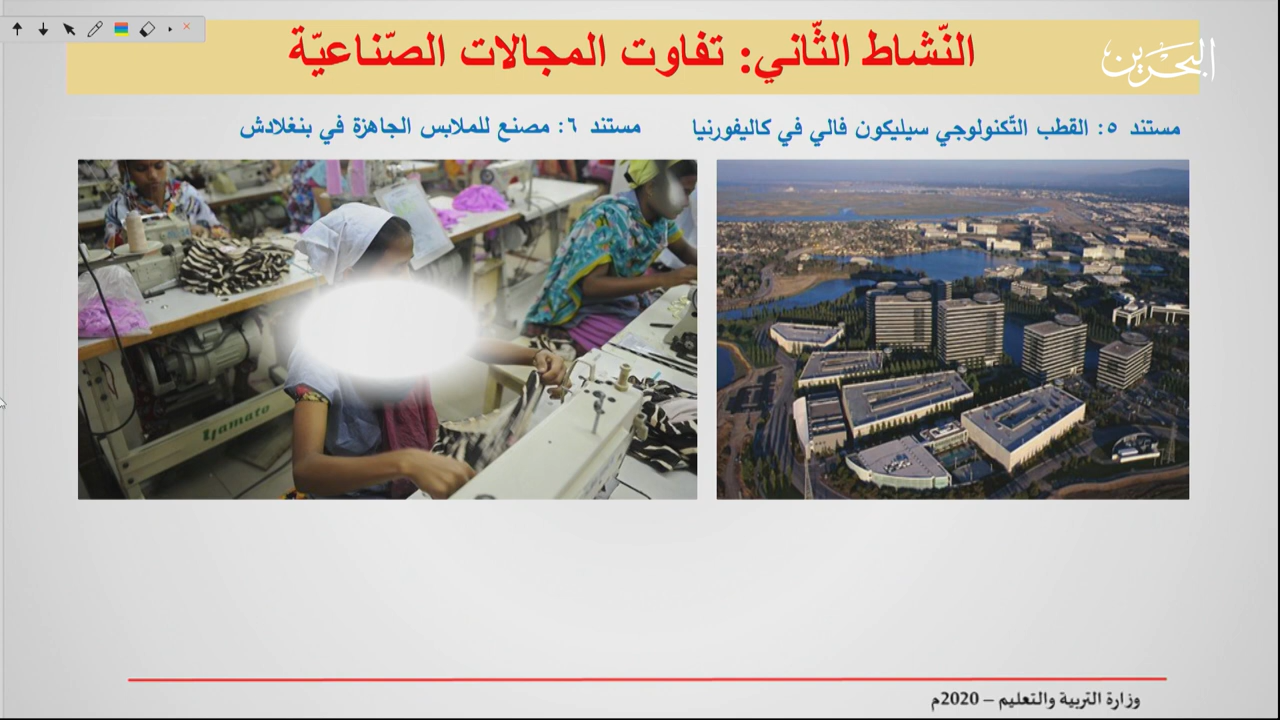 البحرين
النّشاط الثّاني: تفاوت المجالات الصّناعيّة
مستند ٥: القطب التّكنولوجي سيليكون فالي في كاليفورنيا
مستند ٦: مصنع للملابس الجاهزة في بنغلادش
Yamato
وزارة التربية والتعليم – 2020م